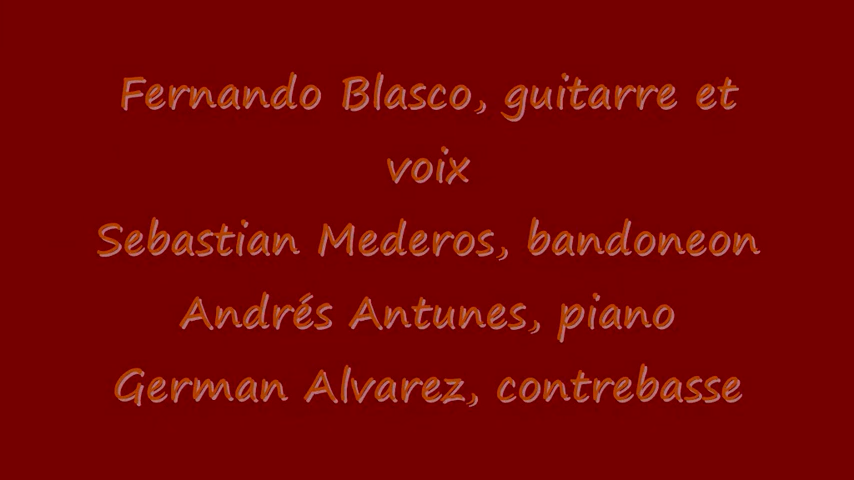 Fernando Blasco, guitarre et
voix
Sebastian Mederos, bandoneon
Andrés Antunes, piano
German Alvarez, contrebasse